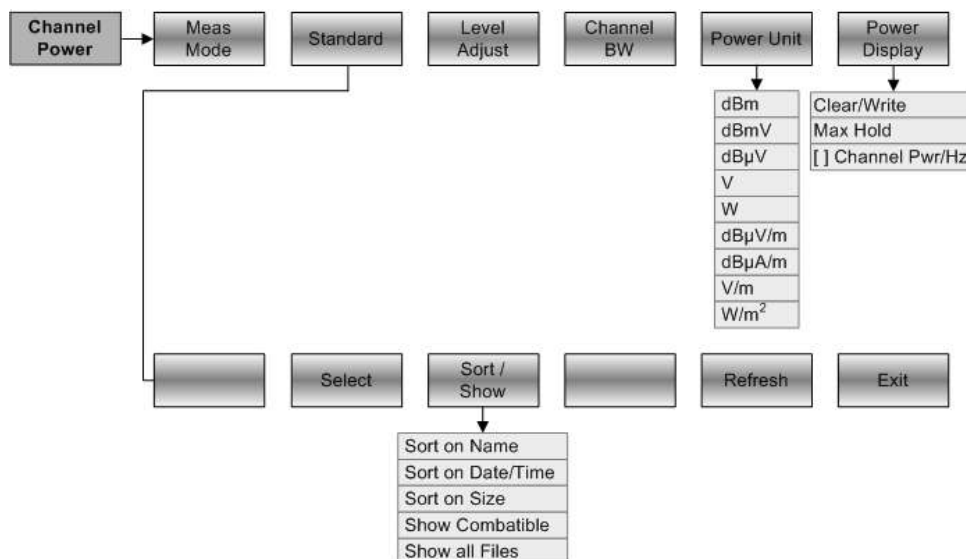 Channel
Power
Meas
Mode
Standard
Level
Adjust
Channel
BW
Power Unit
Power
Display
dBm
dBmV
dBµV
V
W
dBµV/m
dBµA/m
V/m
W/m²
Clear/Write
Max Hold
[ ] Channel Pwr/Hz
Select
Sort /
Show
Refresh
Exit
Sort on Name
Sort on Date/Time
Sort on Size
Show Combatible
Show all Files